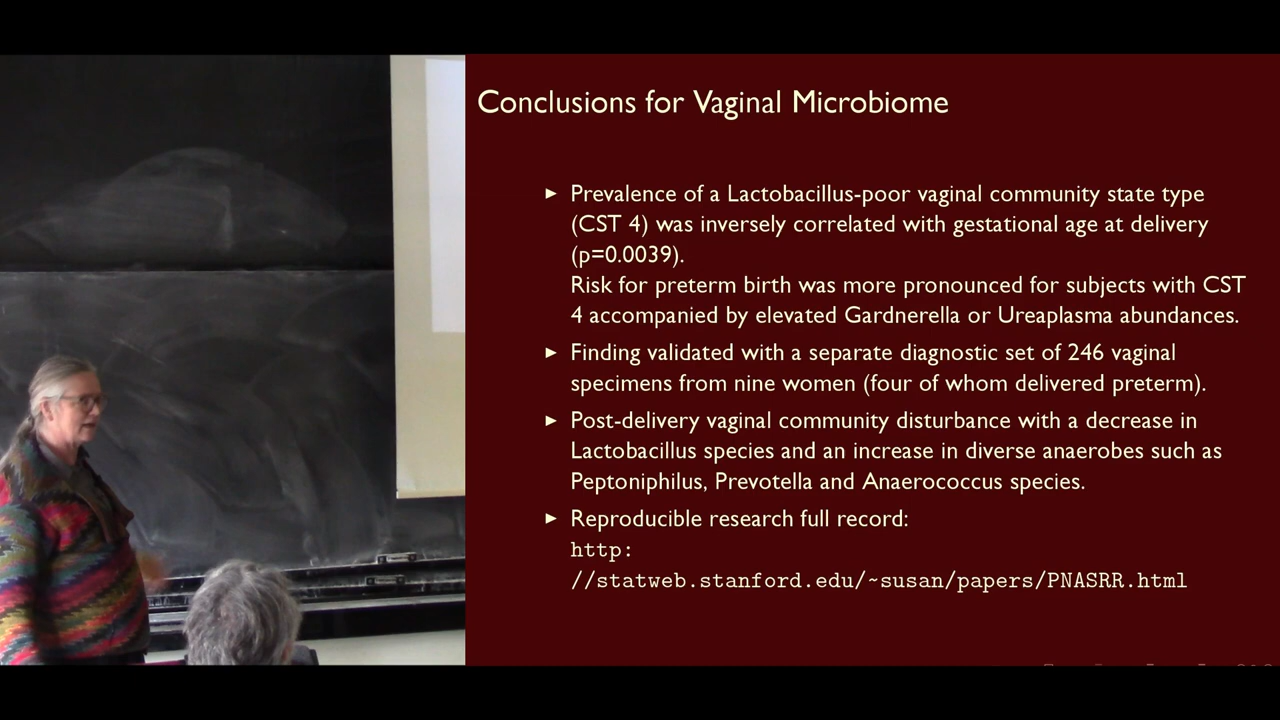 Conclusions for Vaginal Microbiome
▶ Prevalence of a Lactobacillus-poor vaginal community state type
(CST 4) was inversely correlated with gestational age at delivery
(p=0.0039).
Risk for preterm birth was more pronounced for subjects with CST
4 accompanied by elevated Gardnerella or Ureaplasma abundances.
▶ Finding validated with a separate diagnostic set of 246 vaginal
specimens from nine women (four of whom delivered preterm).
▶ Post-delivery vaginal community disturbance with a decrease in
Lactobacillus species and an increase in diverse anaerobes such as
Peptoniphilus, Prevotella and Anaerococcus species.
▶ Reproducible research full record:
http:
//statweb.stanford.edu/~susan/papers/PNASRR.html